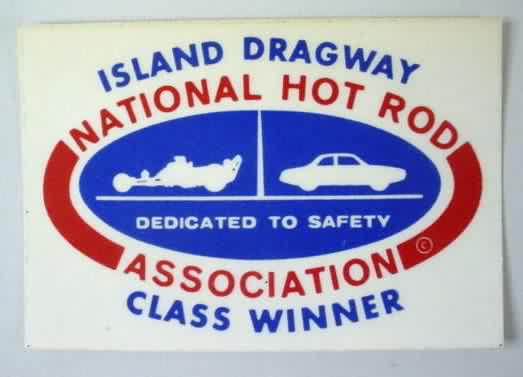 ISLAND DRAGWAY
NATIONAL HOT ROD
DEDICATED TO SAFETY
©
ASSOCIATION
CLASS WINNER